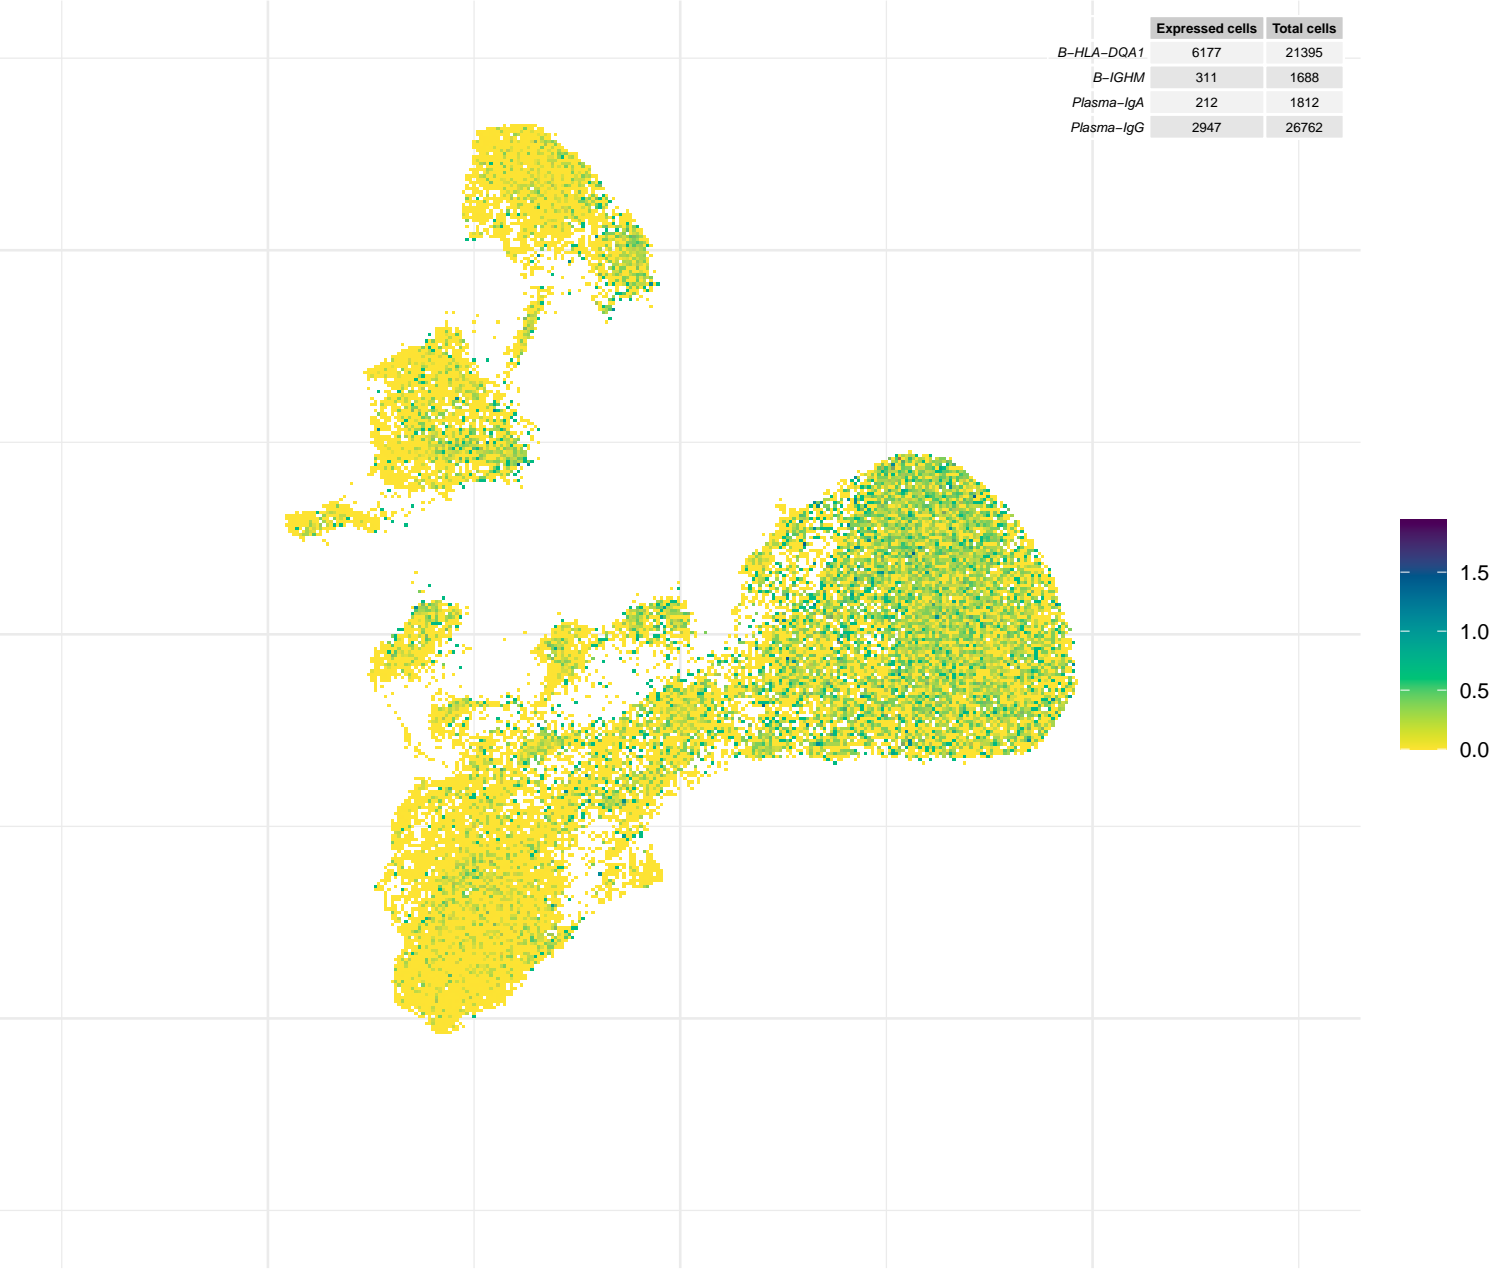 Expressed cells Total cells
B−HLA−DQA1 6177 21395
B−IGHM 311 1688
Plasma−IgA 212 1812
Plasma−IgG 2947 26762
1.5
1.0
0.5
0.0